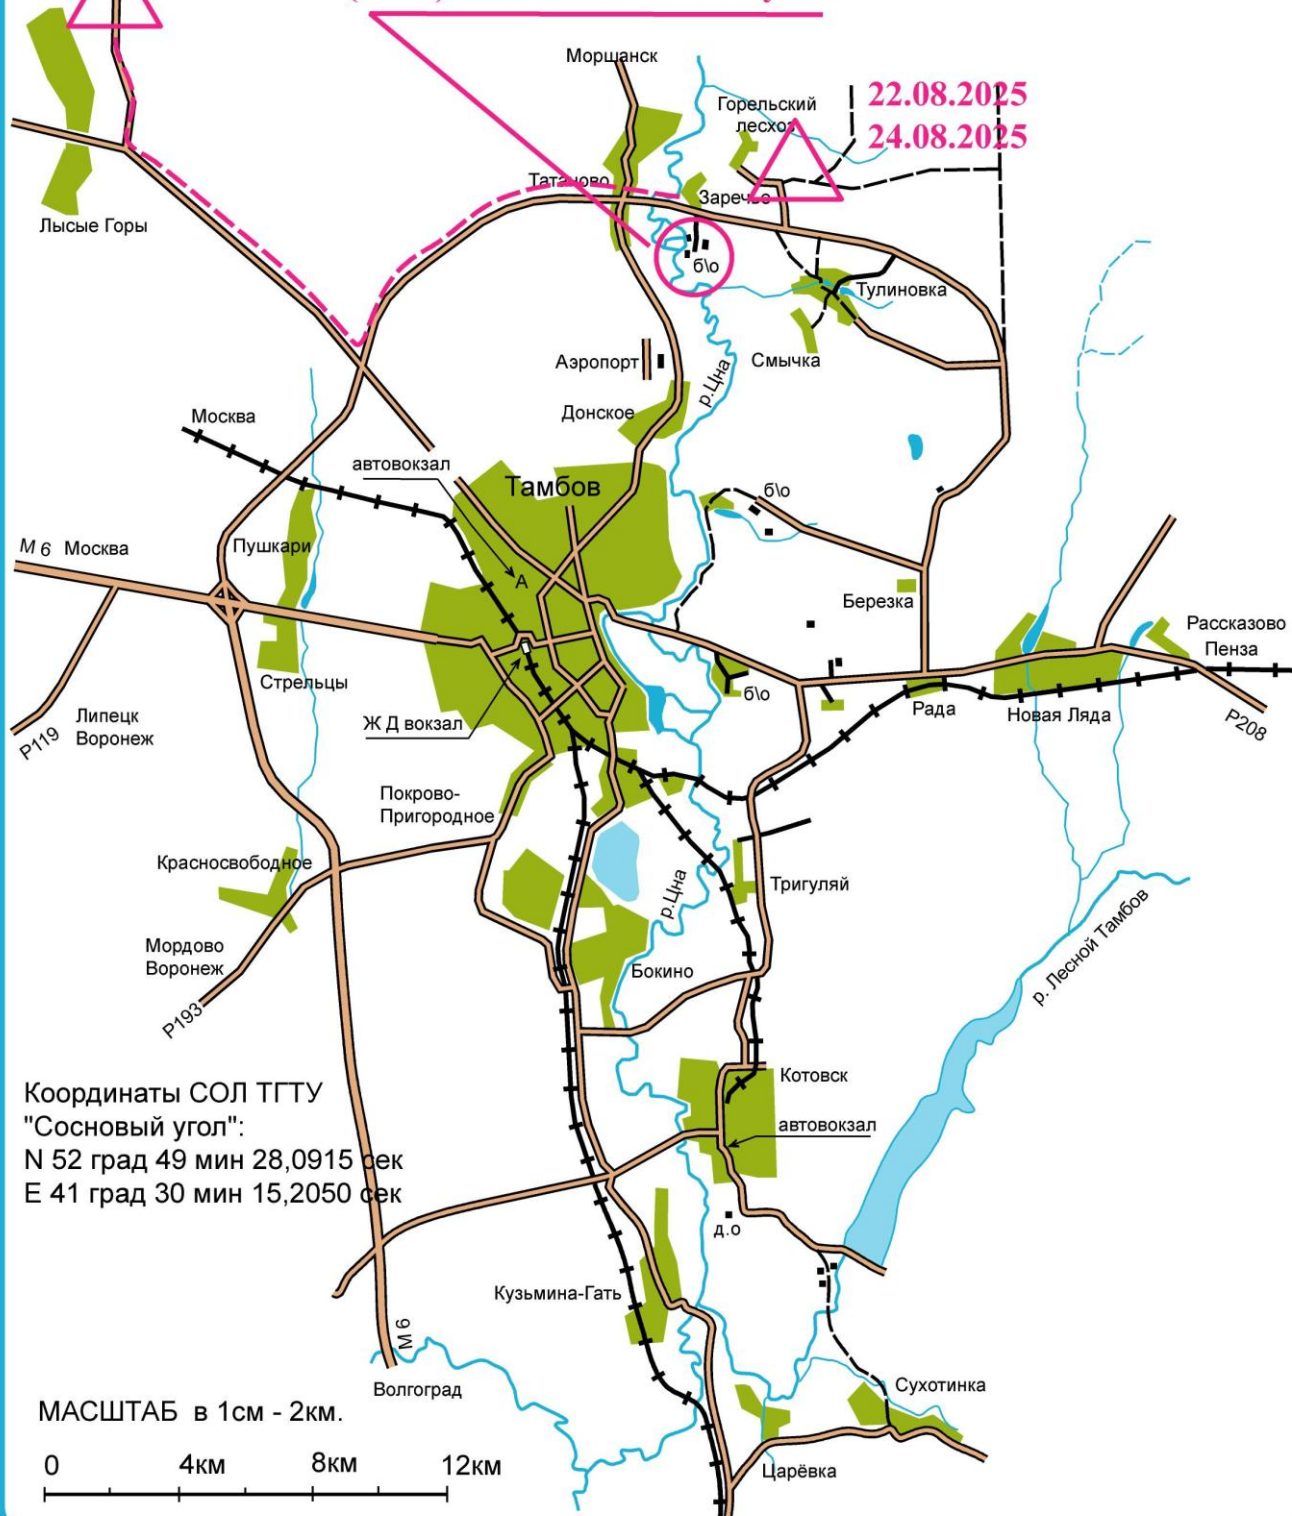 Моршанск
22.08.2025
Горельский
лесхоз
24.08.2025
Татаново
Заречье
Лысые Горы
б\о
Тулиновка
Аэропорт
Смычка
р.Цна
Москва
Донское
автовокзал
Тамбов
б\о
М 6 Москва
Пушкари
А
Березка
Рассказово
Пенза
Стрельцы
б\о
Рада
Новая Ляда
Р208
Липецк
Воронеж
Р119
Ж Д вокзал
Покрово-
Пригородное
Красносвободное
р.Цна
Тригуляй
Мордово
Воронеж
Р193
Бокино
р. Лесной Тамбов
Котовск
Координаты СОЛ ТГТУ
"Сосновый угол":
N 52 град 49 мин 28,0915 сек
E 41 град 30 мин 15,2050 сек
автовокзал
д.о
Кузьмина-Гать
М 6
Волгоград
Сухотинка
МАСШТАБ в 1см - 2км.
0 4км 8км 12км
Царёвка